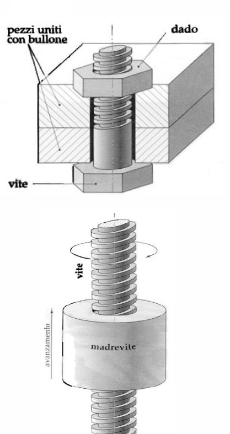 pezzi uniti
con bullone
dado
vite
vite
avanzamento
madrevite